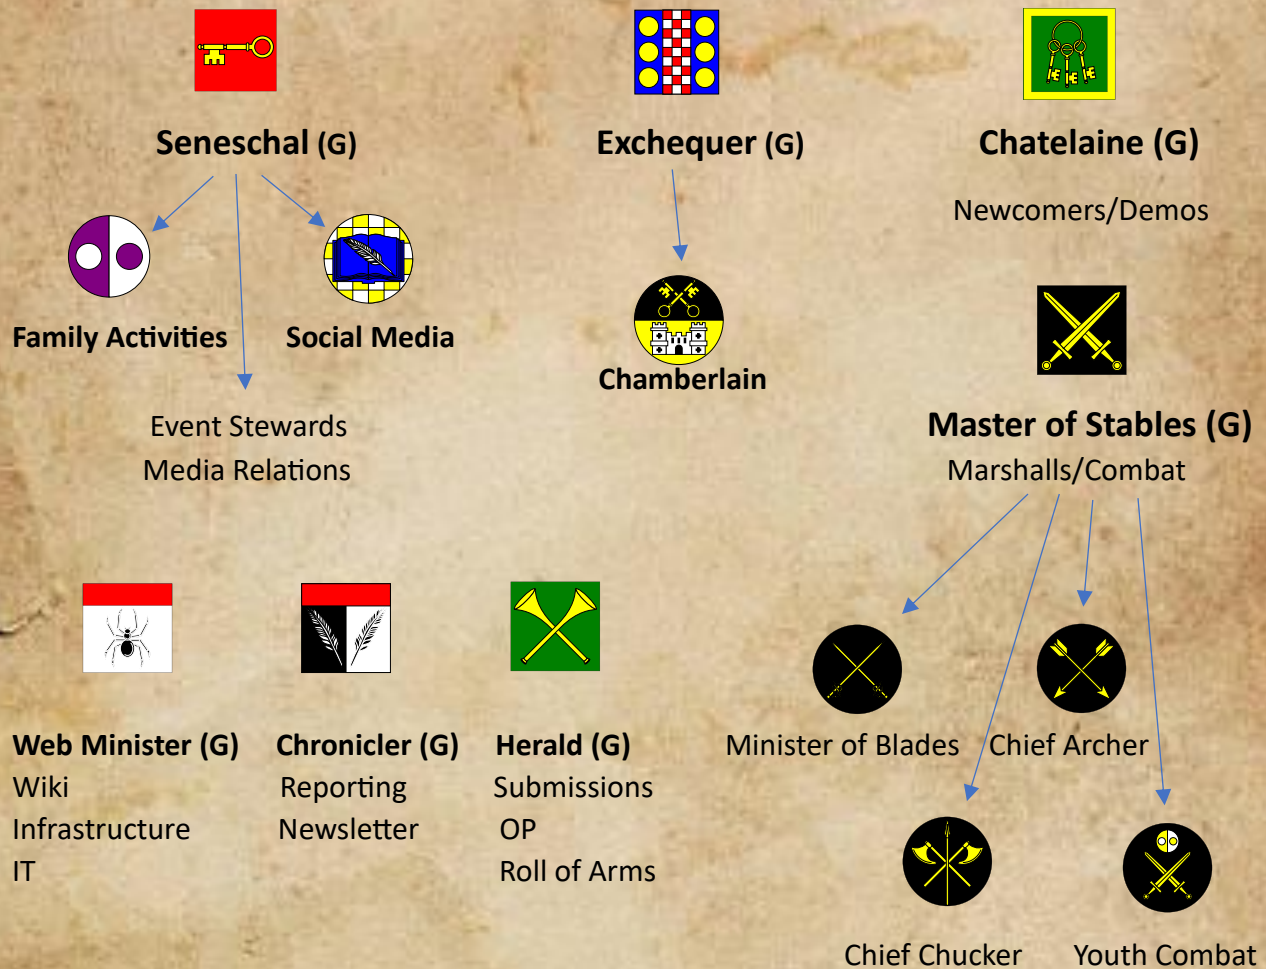 Seneschal (G)
Exchequer (G)
Chatelaine (G)
Newcomers/Demos
Family Activities
Social Media
Chamberlain
Event Stewards
Media Relations
Master of Stables (G)
Marshalls/Combat
Web Minister (G)
Wiki
Infrastructure
IT
Chronicler (G)
Reporting
Newsletter
Herald (G)
Submissions
OP
Roll of Arms
Minister of Blades
Chief Archer
Chief Chucker
Youth Combat